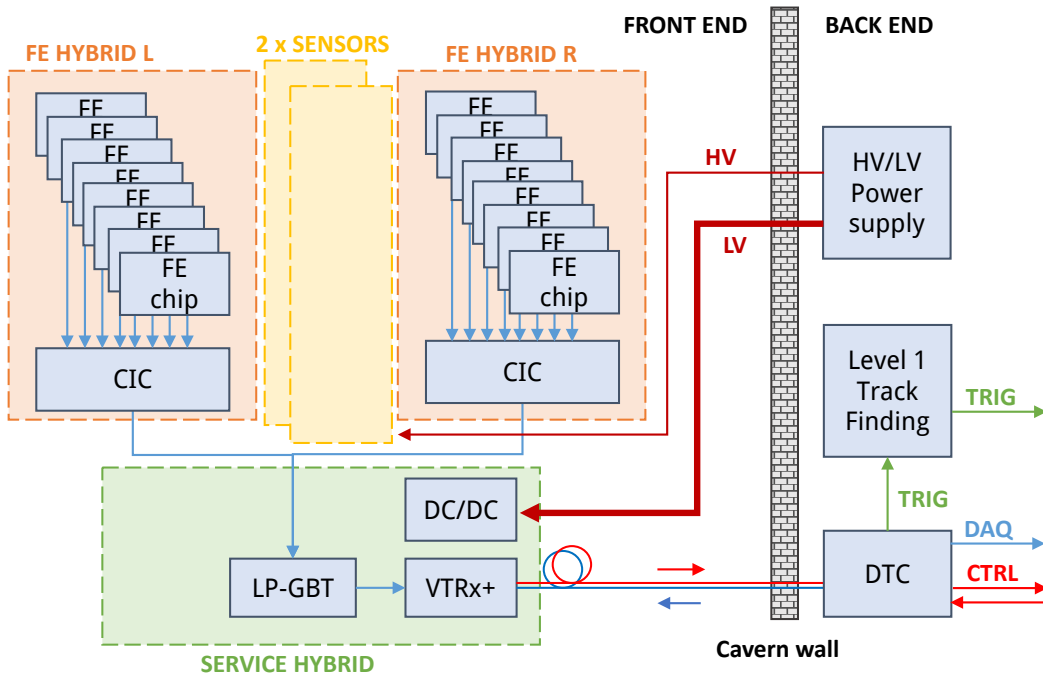 FRONT END
BACK END
FE HYBRID L
2 x SENSORS
FE HYBRID R
FE
FE
FE
FE
FE
FE
FE
FE
chip
CIC
FE
FE
FE
FE
FE
FE
FE
FE
chip
CIC
HV
LV
HV/LV
Power
supply
Level 1
Track
Finding
TRIG
TRIG
DC/DC
LP-GBT
VTRx+
DTC
DAQ
CTRL
Cavern wall
SERVICE HYBRID